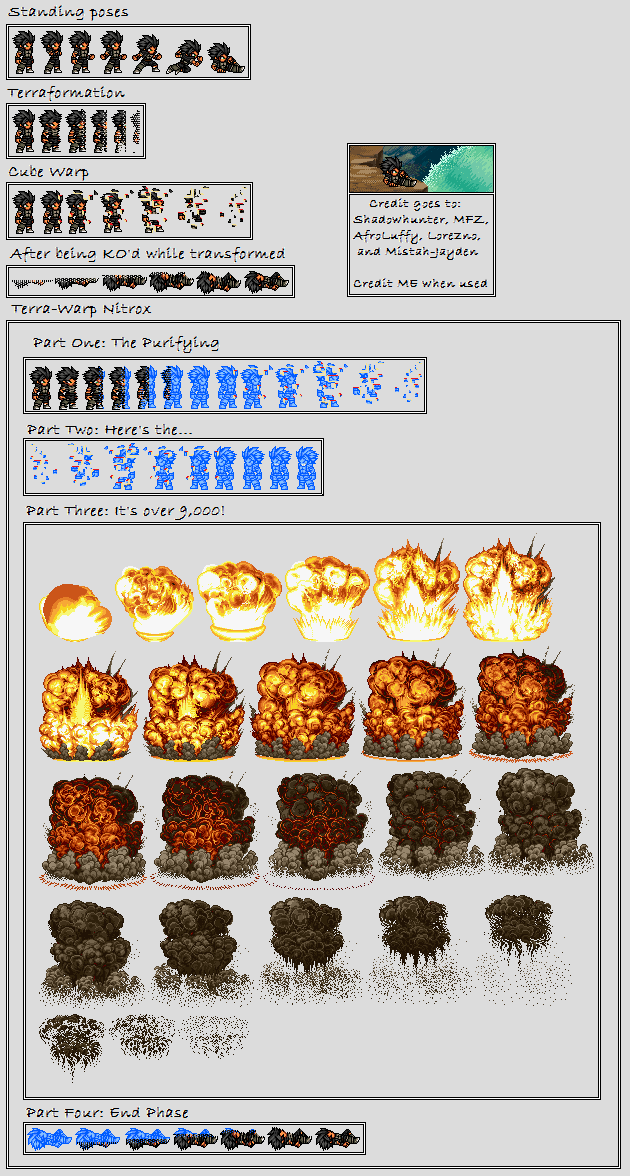 Standing poses
Terraformation
Cube Warp
After being KO'd while transformed
Terra-Warp Nitrox
Credit goes to:
Shadowhunter, MFZ,
AfroLuffy, Lorezno,
and Mistah=Jayden
Credit ME when used
Part One: The Purifying
Part Two: Here's the...
Part Three: It's over 9,000!
Part Four: End Phase